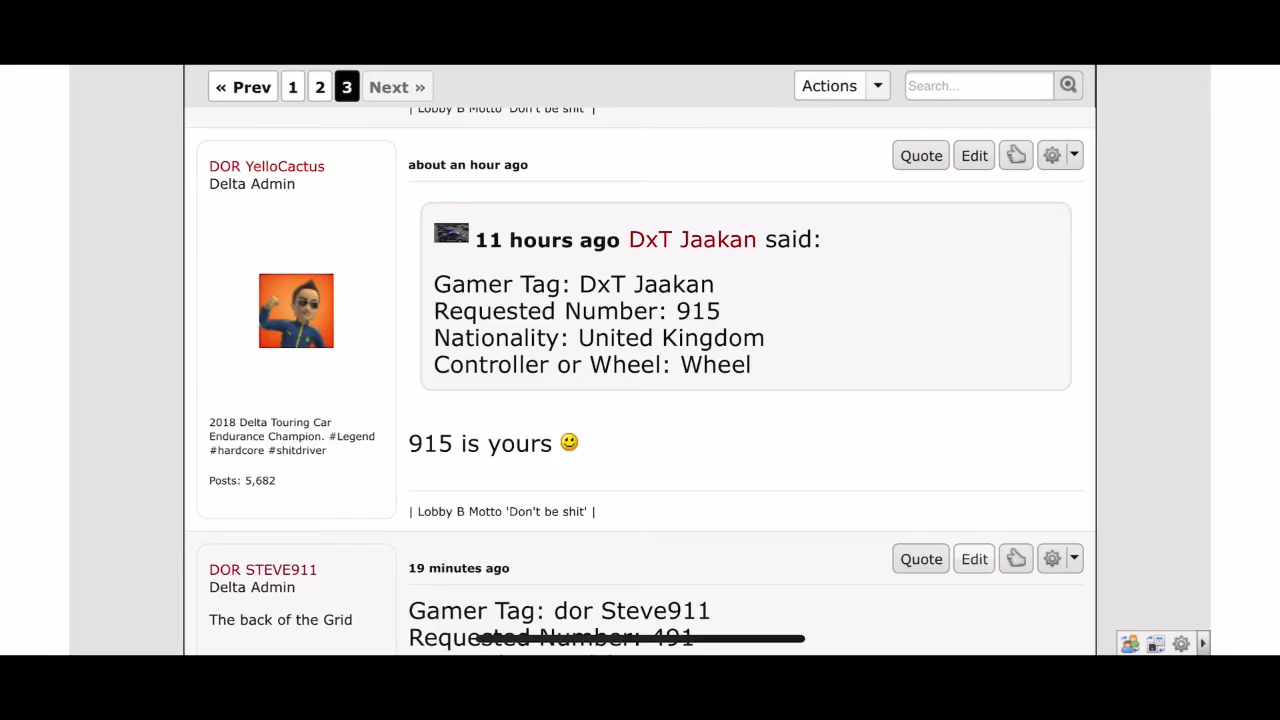 « Prev 1 2 3 Next » Actions Search...
| Lobby B Motto 'Don't be shit' |
DOR YelloCactus
Delta Admin
about an hour ago
Quote Edit
11 hours ago DxT Jaakan said:
Gamer Tag: DxT Jaakan
Requested Number: 915
Nationality: United Kingdom
Controller or Wheel: Wheel
2018 Delta Touring Car
Endurance Champion. #Legend
#hardcore #shitdriver
Posts: 5,682
915 is yours
| Lobby B Motto 'Don't be shit' |
DOR STEVE911
Delta Admin
The back of the Grid
19 minutes ago
Quote Edit
Gamer Tag: dor Steve911
Requested Number: 491